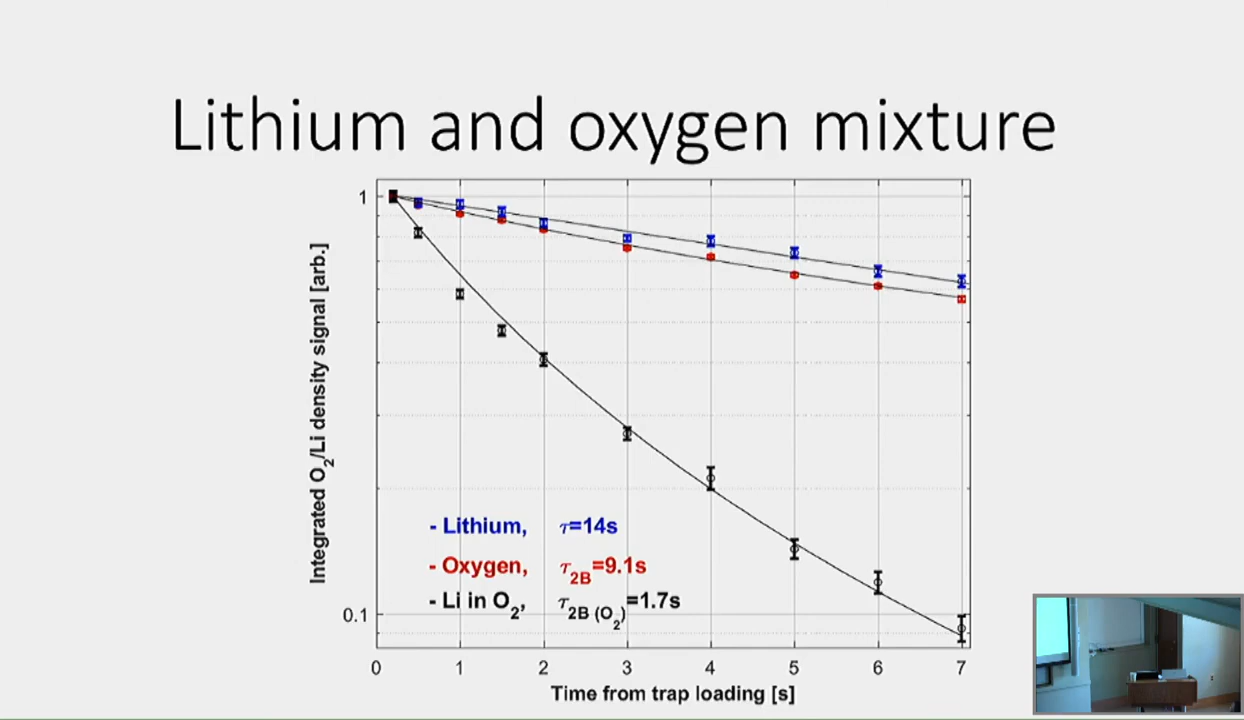 Lithium and oxygen mixture
Integrated O₂/Li density signal [arb.]
1
0.1
- Lithium, τ=14s
- Oxygen, τ2B=9.1s
- Li in O₂, τ2B (O₂)=1.7s
0 1 2 3 4 5 6 7
Time from trap loading [s]